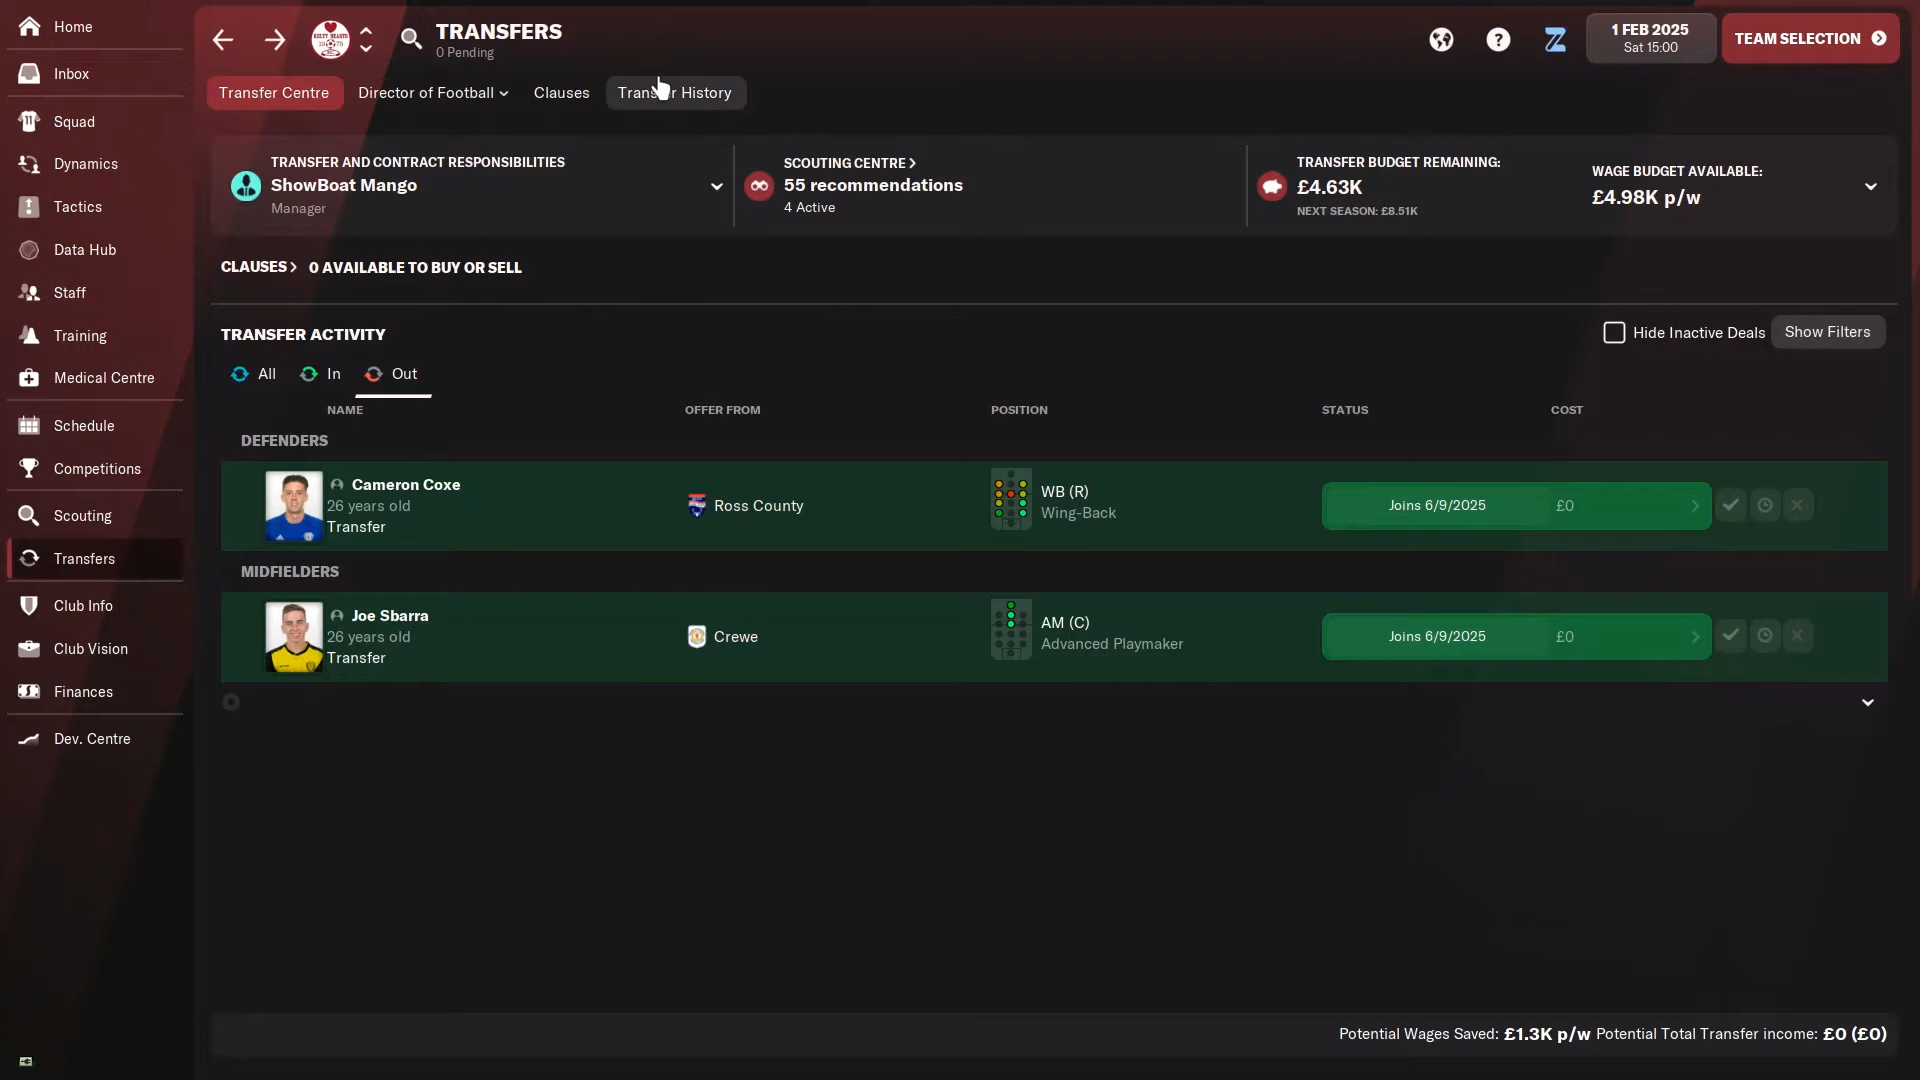 Home
Inbox
Squad
Dynamics
Tactics
Data Hub
Staff
Training
Medical Centre
Schedule
Competitions
Scouting
Transfers
Club Info
Club Vision
Finances
Dev. Centre
TRANSFERS
0 Pending
1 FEB 2025
Sat 15:00
TEAM SELECTION
Transfer Centre
Director of Football
Clauses
Transfer History
TRANSFER AND CONTRACT RESPONSIBILITIES
ShowBoat Mango
Manager
SCOUTING CENTRE >
55 recommendations
4 Active
TRANSFER BUDGET REMAINING:
£4.63K
NEXT SEASON: £8.51K
WAGE BUDGET AVAILABLE:
£4.98K p/w
CLAUSES > 0 AVAILABLE TO BUY OR SELL
TRANSFER ACTIVITY
Hide Inactive Deals
Show Filters
All In Out
NAME OFFER FROM POSITION STATUS COST
DEFENDERS
Cameron Coxe
26 years old
Transfer
Ross County
WB (R)
Wing-Back
Joins 6/9/2025 £0
MIDFIELDERS
Joe Sbarra
26 years old
Transfer
Crewe
AM (C)
Advanced Playmaker
Joins 6/9/2025 £0
Potential Wages Saved: £1.3K p/w Potential Total Transfer income: £0 (£0)